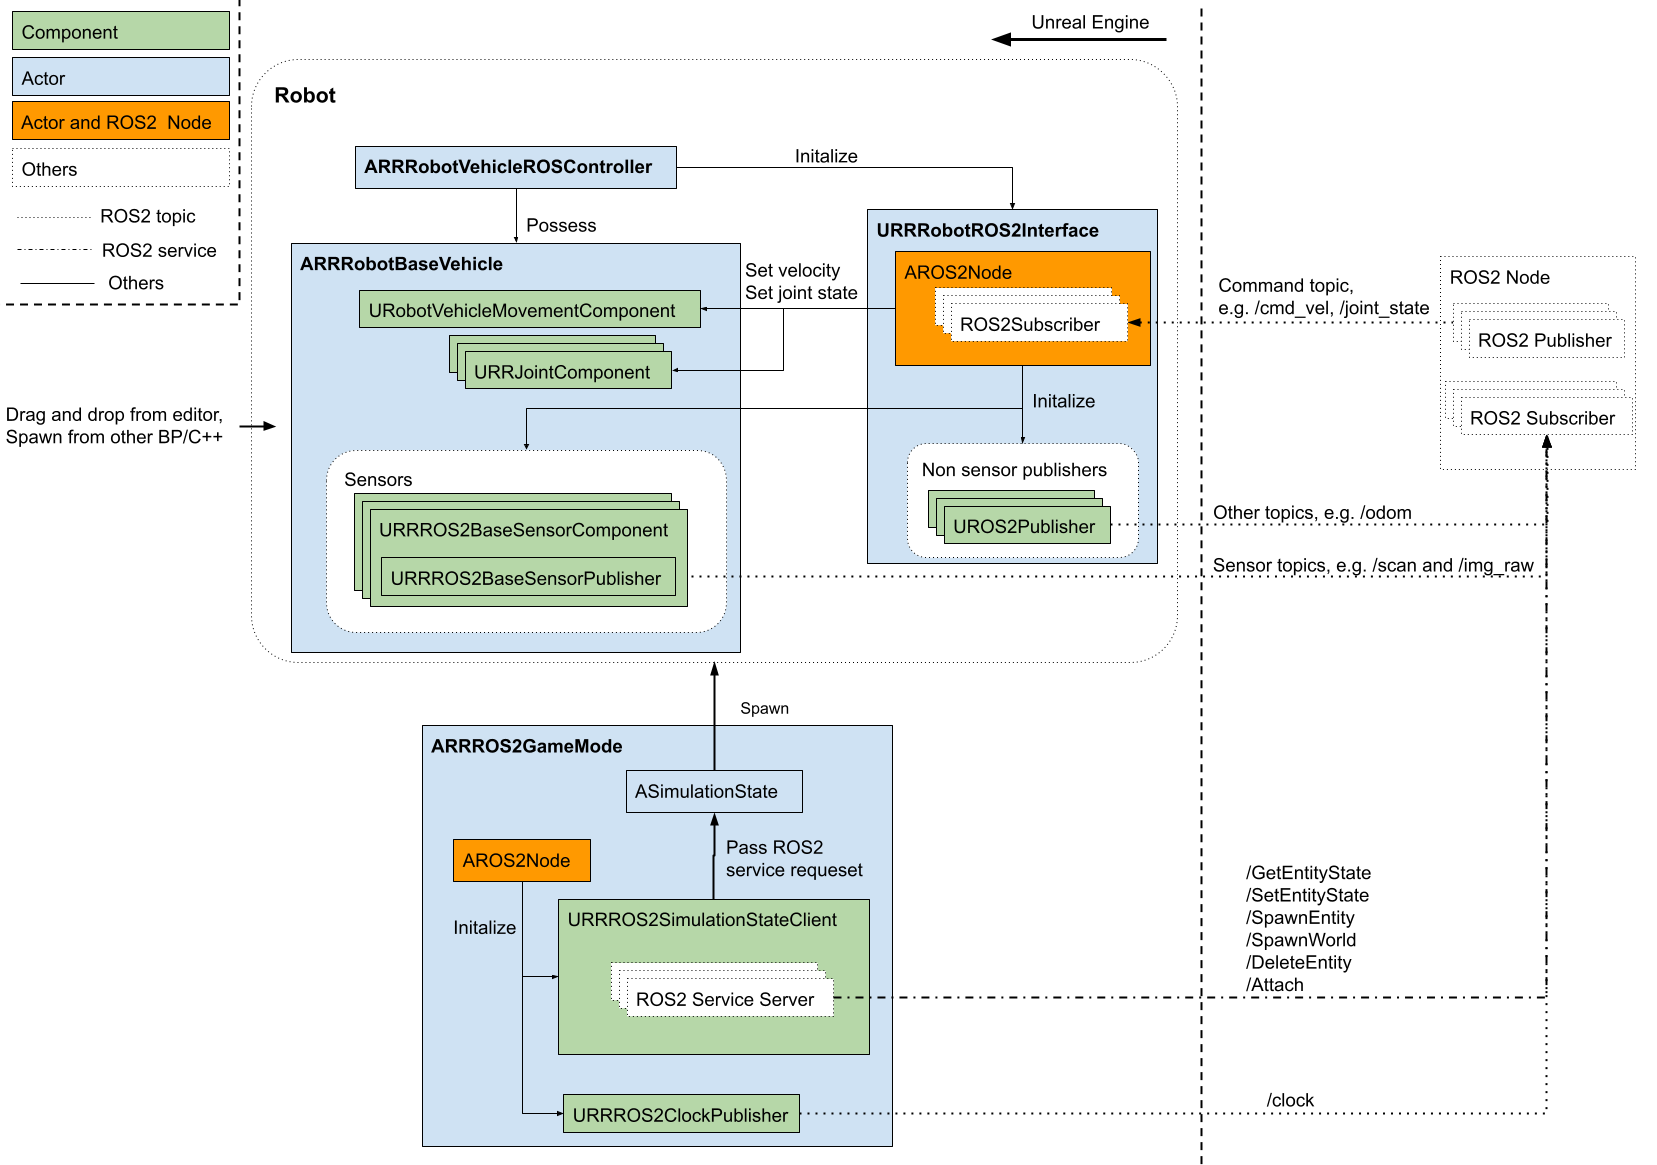 Component
Actor
Actor and ROS2  Node
Others
ROS2 topic
ROS2 service
Others
Unreal Engine
Robot
ARRRobotVehicleROSController
Initalize
Possess
URRRobotROS2Interface
ARRRobotBaseVehicle
AROS2Node
ROS2Subscriber
Set velocity
Set joint state
URobotVehicleMovementComponent
URRJointComponent
Command topic,
e.g. /cmd_vel, /joint_state
ROS2 Node
ROS2 Publisher
ROS2 Subscriber
Drag and drop from editor,
Spawn from other BP/C++
Initalize
Sensors
URRROS2BaseSensorComponent
URRROS2BaseSensorPublisher
Non sensor publishers
UROS2Publisher
Other topics, e.g. /odom
Sensor topics, e.g. /scan and /img_raw
Spawn
ARRROS2GameMode
ASimulationState
Pass ROS2
service requeset
AROS2Node
Initalize
URRROS2SimulationStateClient
ROS2 Service Server
/GetEntityState
/SetEntityState
/SpawnEntity
/SpawnWorld
/DeleteEntity
/Attach
URRROS2ClockPublisher
/clock